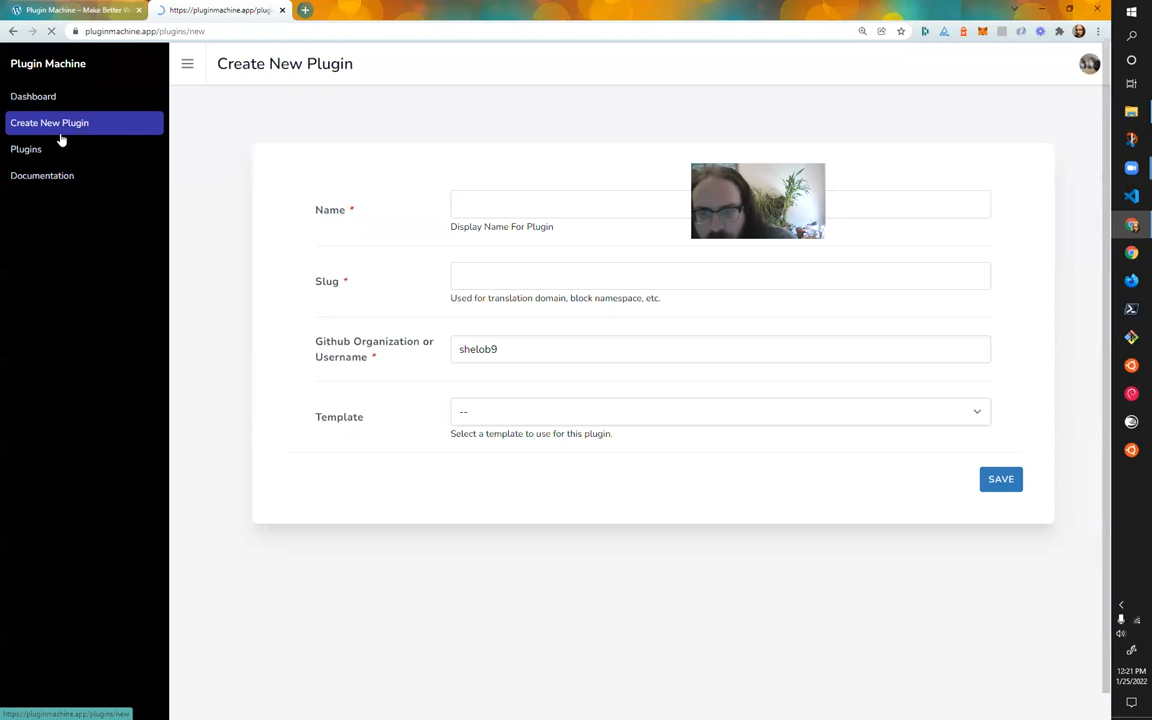 Plugin Machine – Make Better W
https://pluginmachine.app/plug
pluginmachine.app/plugins/new
Plugin Machine
Create New Plugin
Dashboard
Create New Plugin
Plugins
Documentation
Name *
Display Name For Plugin
Slug *
Used for translation domain, block namespace, etc.
Github Organization or
Username *
shelob9
Template
--
Select a template to use for this plugin.
SAVE
12:21 PM
1/25/2022
https://pluginmachine.app/plugins/new